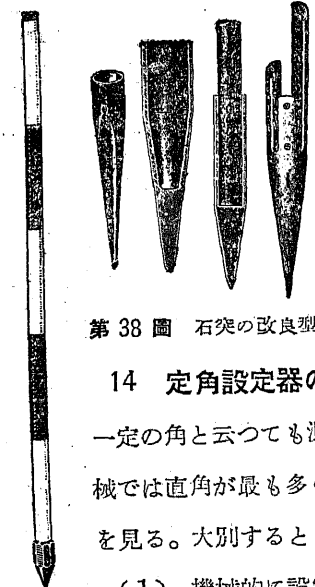 第 38 圖 石突の改良型
14 定角設定器の
一定の角と云つても
械では直角が最も多
を見る。大別すると
(1) 機械的に設